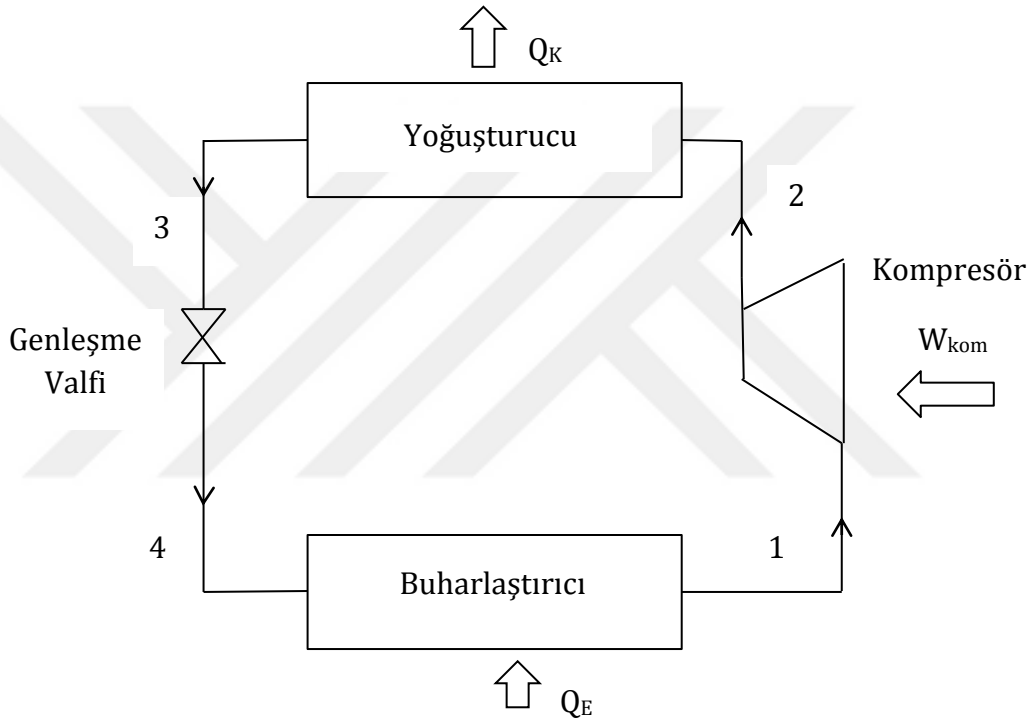 Q_K
Yoğuşturucu
2
3
Kompresör
Genleşme
Valfi
W_kom
4
1
Buharlaştırıcı
Q_E